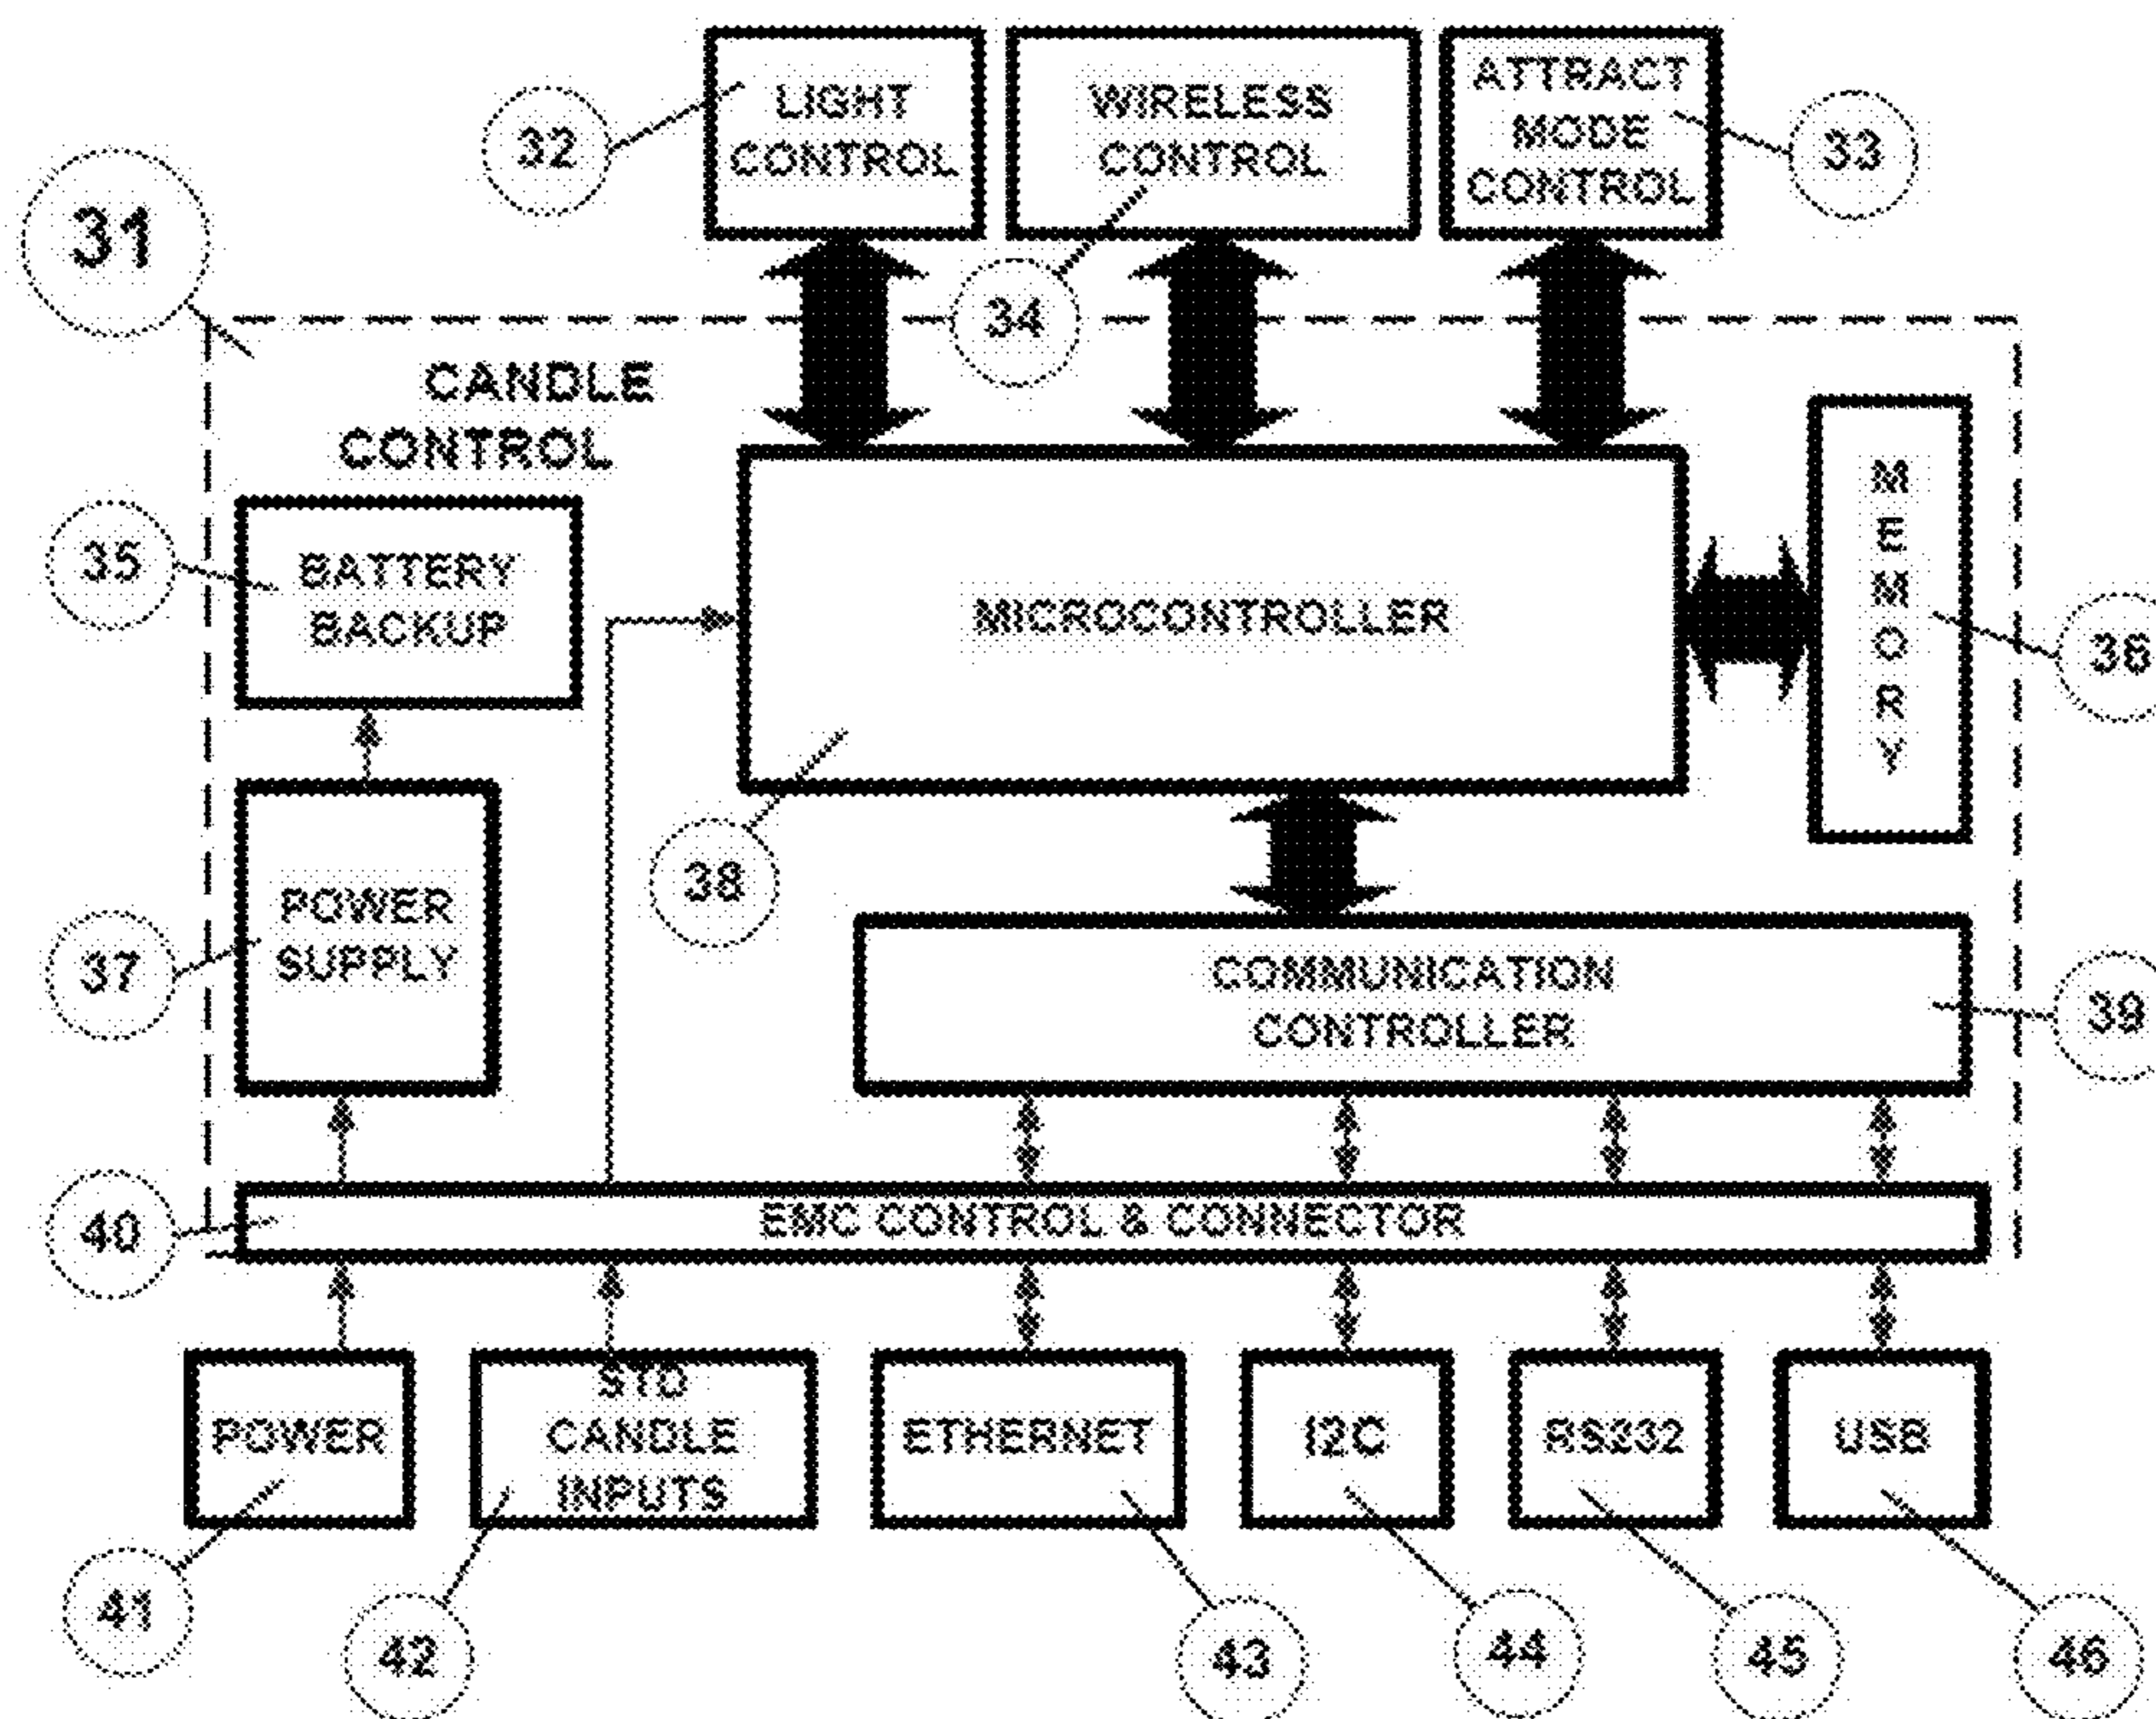 LIGHT
CONTROL
WIRELESS
CONTROL
ATTRACT
MODE
CONTROL
32
33
31
34
CANDLE
CONTROL
35
BATTERY
BACKUP
MICROCONTROLLER
M
E
M
O
R
Y
36
38
37
POWER
SUPPLY
COMMUNICATION
CONTROLLER
39
40
EMC CONTROL & CONNECTOR
POWER
STD
CANDLE
INPUTS
ETHERNET
I2C
RS232
USB
41
42
43
44
45
46